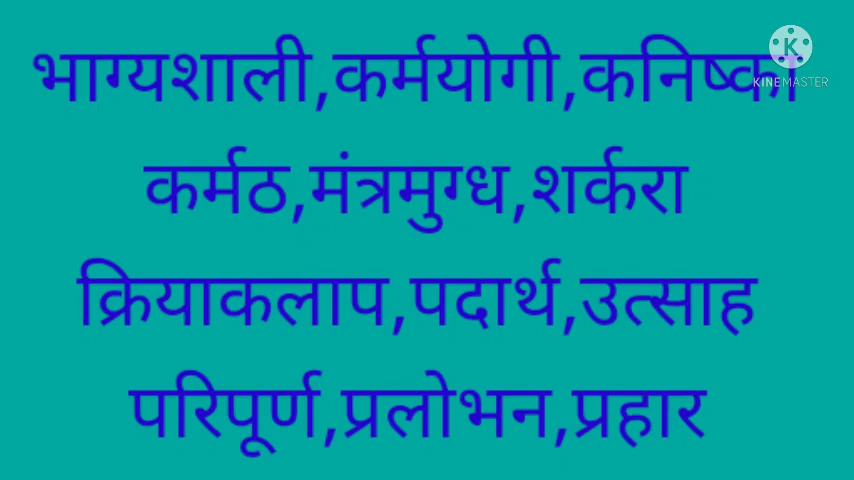 भाग्यशाली,कर्मयोगी,कनिष्का
KINEMASTER
कर्मठ,मंत्रमुग्ध,शर्करा
क्रियाकलाप,पदार्थ,उत्साह
परिपूर्ण,प्रलोभन,प्रहार